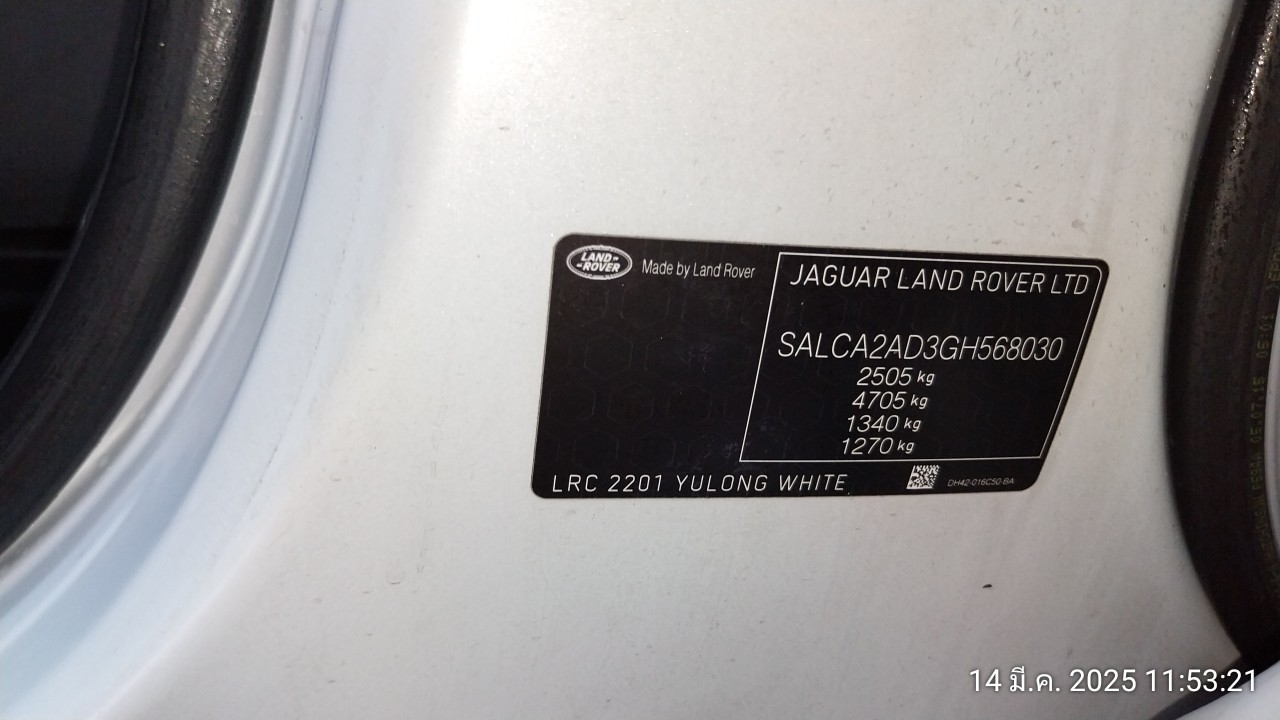 LAND-
-ROVER
Made by Land Rover
JAGUAR LAND ROVER LTD
SALCA2AD3GH568030
2505 kg
4705 kg
1340 kg
1270 kg
LRC 2201 YULONG WHITE
DH42-016C50-BA
14 มี.ค. 2025 11:53:21